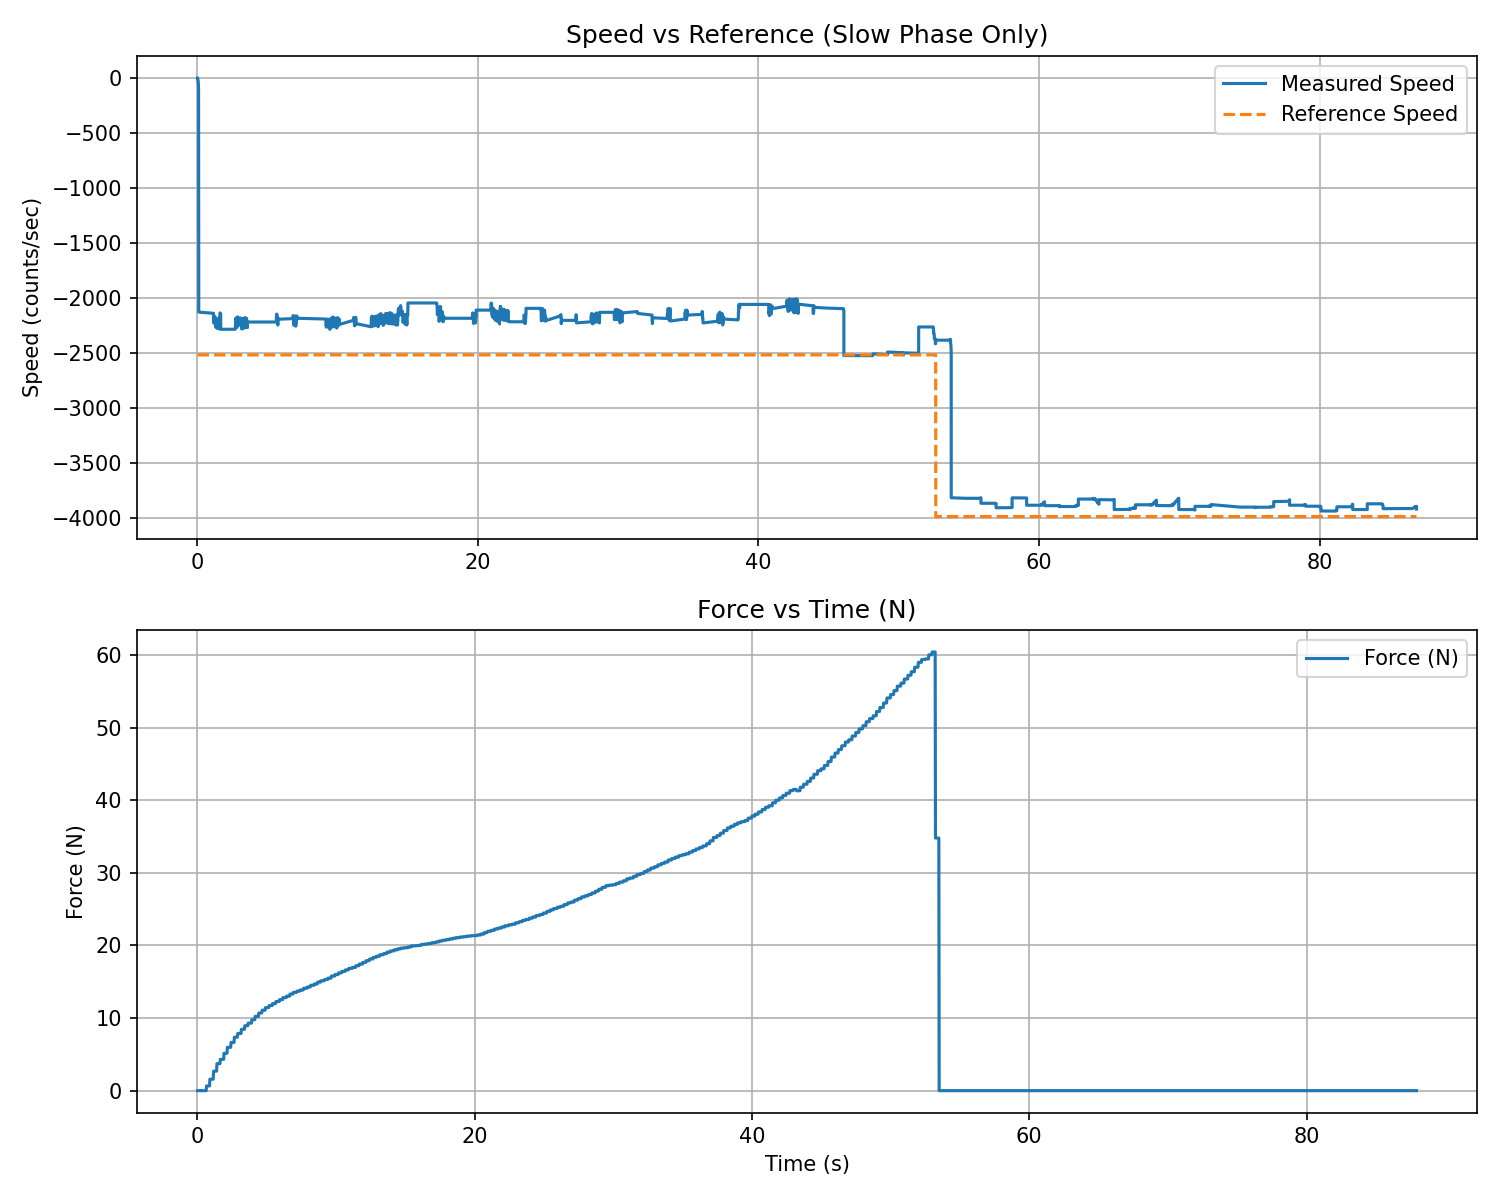 Speed vs Reference (Slow Phase Only)
Measured Speed
Reference Speed
Speed (counts/sec)
0
−500
−1000
−1500
−2000
−2500
−3000
−3500
−4000
0 20 40 60 80
Force vs Time (N)
Force (N)
Force (N)
60
50
40
30
20
10
0
0 20 40 60 80
Time (s)